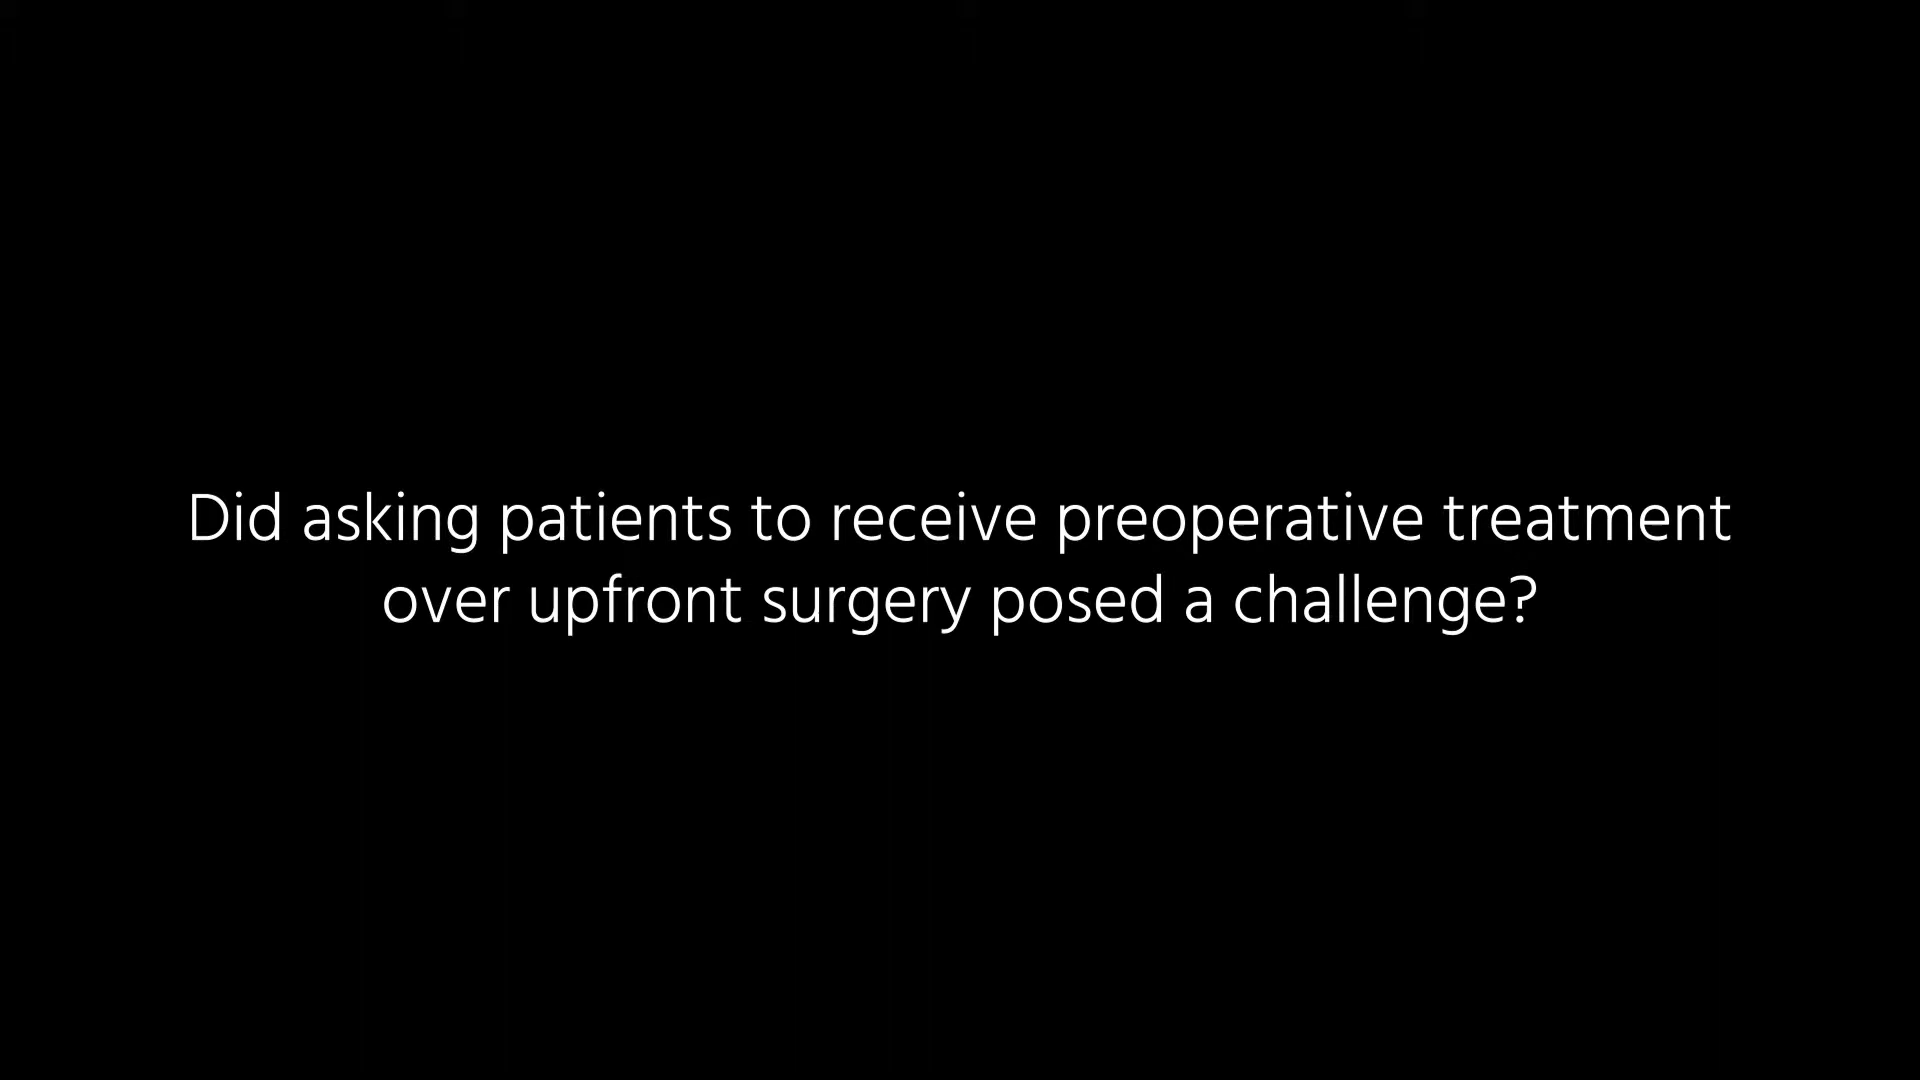 Did asking patients to receive preoperative treatment
over upfront surgery posed a challenge?